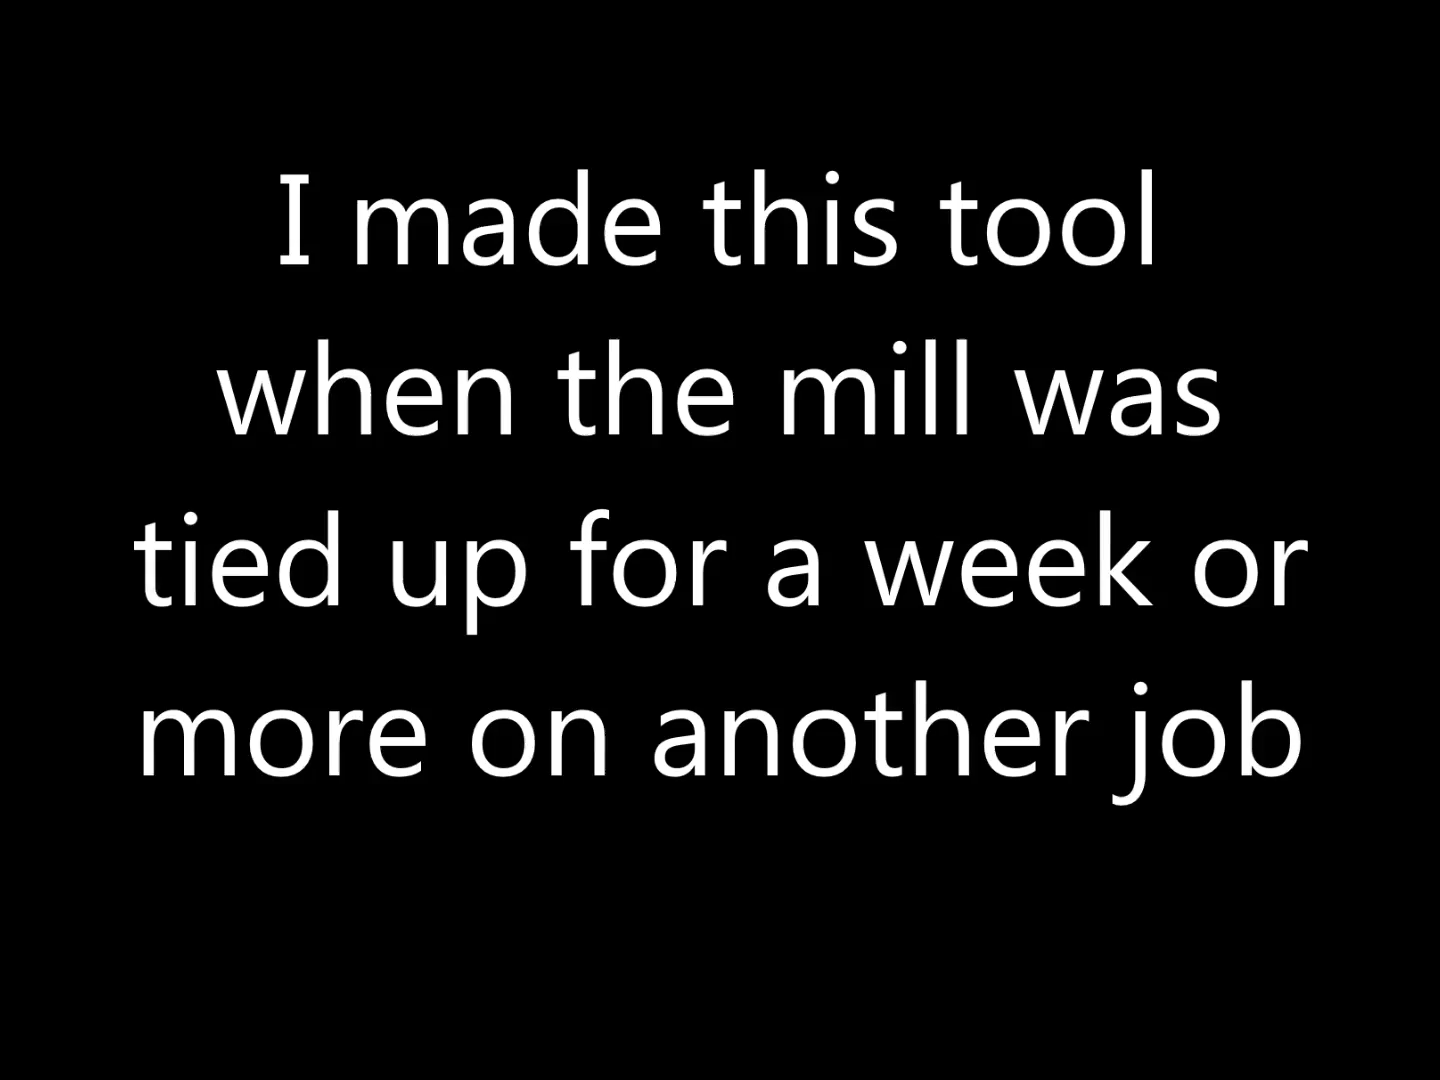 I made this tool
when the mill was
tied up for a week or
more on another job